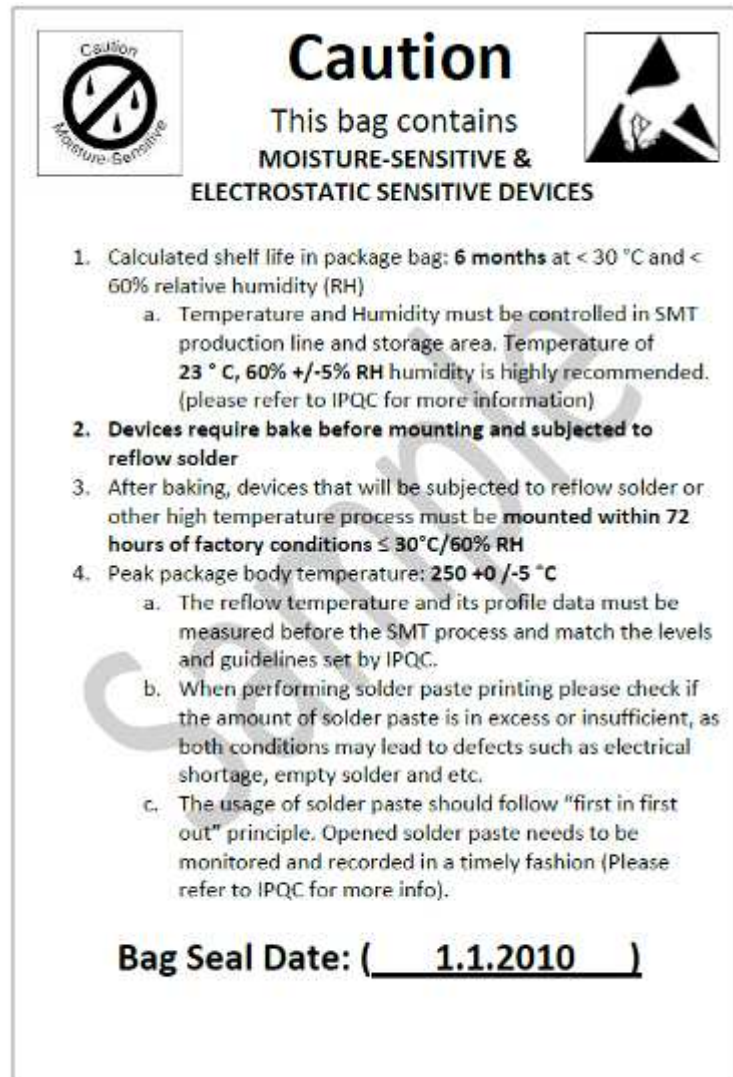 Caution
Moisture-Sensitive
Caution
This bag contains
MOISTURE-SENSITIVE &
ELECTROSTATIC SENSITIVE DEVICES
1. Calculated shelf life in package bag: 6 months at < 30 °C and <
60% relative humidity (RH)
a. Temperature and Humidity must be controlled in SMT
production line and storage area. Temperature of
23 ° C, 60% +/-5% RH humidity is highly recommended.
(please refer to IPQC for more information)
2. Devices require bake before mounting and subjected to
reflow solder
3. After baking, devices that will be subjected to reflow solder or
other high temperature process must be mounted within 72
hours of factory conditions ≤ 30°C/60% RH
4. Peak package body temperature: 250 +0 /-5 °C
a. The reflow temperature and its profile data must be
measured before the SMT process and match the levels
and guidelines set by IPQC.
b. When performing solder paste printing please check if
the amount of solder paste is in excess or insufficient, as
both conditions may lead to defects such as electrical
shortage, empty solder and etc.
c. The usage of solder paste should follow “first in first
out” principle. Opened solder paste needs to be
monitored and recorded in a timely fashion (Please
refer to IPQC for more info).
Bag Seal Date: ( 1.1.2010 )
Sample